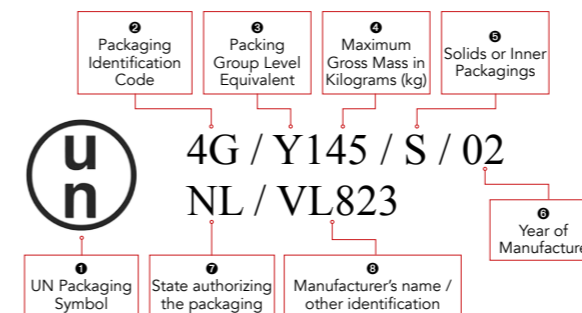 ❷
Packaging
Identification
Code
❸
Packing
Group Level
Equivalent
❹
Maximum
Gross Mass in
Kilograms (kg)
❺
Solids or Inner
Packagings
un
4G / Y145 / S / 02
NL / VL823
❻
Year of
Manufacture
❶
UN Packaging
Symbol
❼
State authorizing
the packaging
❽
Manufacturer's name /
other identification